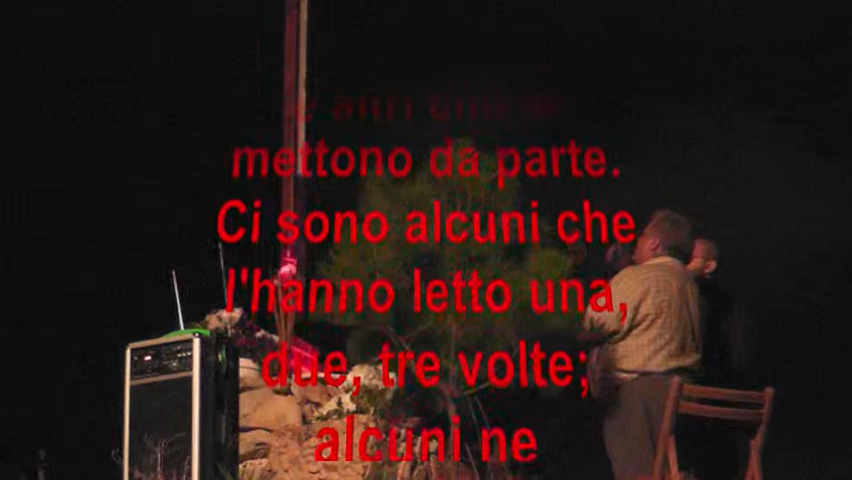 mettono da parte.
Ci sono alcuni che
l'hanno letto una,
due, tre volte;
alcuni ne